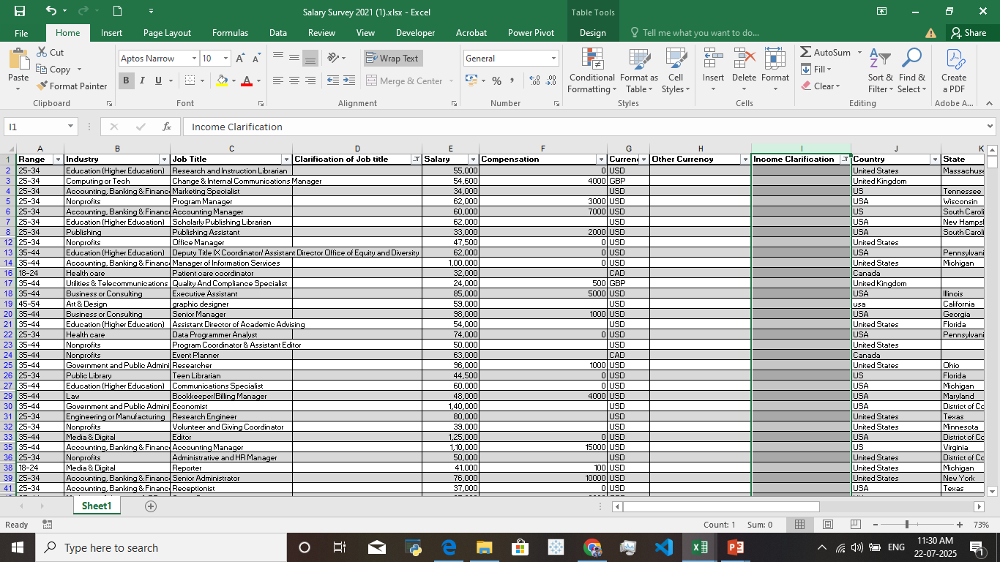 Salary Survey 2021 (1).xlsx - Excel
Table Tools
File Home Insert Page Layout Formulas Data Review View Developer Acrobat Power Pivot Design Tell me what you want to do... Share
Paste
Cut
Copy
Format Painter
Clipboard
Aptos Narrow 10
B I U
Font
Wrap Text
Merge & Center
Alignment
General
Number
Conditional Formatting
Format as Table
Cell Styles
Styles
Insert Delete Format
Cells
AutoSum
Fill
Clear
Sort & Filter
Find & Select
Editing
Create a PDF
Adobe A...
I1 fx Income Clarification
A B C D E F G H I J K
1 Range Industry Job Title Clarification of Job title Salary Compensation Curren Other Currency Income Clarification Country State
2 25-34 Education (Higher Education) Research and Instruction Librarian 55,000 0 USD United States Massachuse
3 25-34 Computing or Tech Change & Internal Communications Manager 54,600 4000 GBP United Kingdom
4 25-34 Accounting, Banking & Financ Marketing Specialist 34,000 USD US Tennessee
5 25-34 Nonprofits Program Manager 62,000 3000 USD USA Wisconsin
6 25-34 Accounting, Banking & Financ Accounting Manager 60,000 7000 USD US South Caroli
7 25-34 Education (Higher Education) Scholarly Publishing Librarian 62,000 USD USA New Hampsl
8 25-34 Publishing Publishing Assistant 33,000 2000 USD USA South Caroli
12 25-34 Nonprofits Office Manager 47,500 0 USD United States
13 35-44 Education (Higher Education) Deputy Title IX Coordinator/ Assistant Director Office of Equity and Diversity 62,000 0 USD USA Pennsylvani
14 35-44 Accounting, Banking & Financ Manager of Information Services 1,00,000 0 USD United States Michigan
16 18-24 Health care Patient care coordinator 32,000 CAD Canada
17 35-44 Utilities & Telecommunications Quality And Compliance Specialist 24,000 500 GBP United Kingdom
18 35-44 Business or Consulting Executive Assistant 85,000 5000 USD USA Illinois
19 45-54 Art & Design graphic designer 59,000 USD usa California
20 35-44 Business or Consulting Senior Manager 98,000 1000 USD USA Georgia
21 35-44 Education (Higher Education) Assistant Director of Academic Advising 54,000 USD United States Florida
22 25-34 Health care Data Programmer Analyst 74,000 0 USD USA Pennsylvani
23 35-44 Nonprofits Program Coordinator & Assistant Editor 50,000 USD United States
24 35-44 Nonprofits Event Planner 63,000 CAD Canada
25 35-44 Government and Public Admini Researcher 96,000 1000 USD United States Ohio
26 25-34 Public Library Teen Librarian 44,500 0 USD US Florida
27 35-44 Education (Higher Education) Communications Specialist 60,000 0 USD USA Michigan
29 35-44 Law Bookkeeper/Billing Manager 48,000 4000 USD USA Maryland
30 35-44 Government and Public Admini Economist 1,40,000 USD USA District of Cc
31 25-34 Engineering or Manufacturing Research Engineer 80,000 USD United States Texas
32 25-34 Nonprofits Volunteer and Giving Coordinator 39,000 USD United States Minnesota
33 35-44 Media & Digital Editor 1,25,000 0 USD USA District of Cc
35 35-44 Accounting, Banking & Financ Accounting Manager 1,10,000 15000 USD US Virginia
36 25-34 Nonprofits Administrative and HR Manager 50,000 USD United States District of Cc
38 18-24 Media & Digital Reporter 41,000 100 USD United States Michigan
39 25-34 Accounting, Banking & Financ Senior Administrator 76,000 10000 USD United States New York
41 25-34 Accounting, Banking & Financ Receptionist 37,000 0 USD USA Texas
Sheet1
Ready Count: 1 Sum: 0 73%
Type here to search ENG 11:30 AM
22-07-2025 1